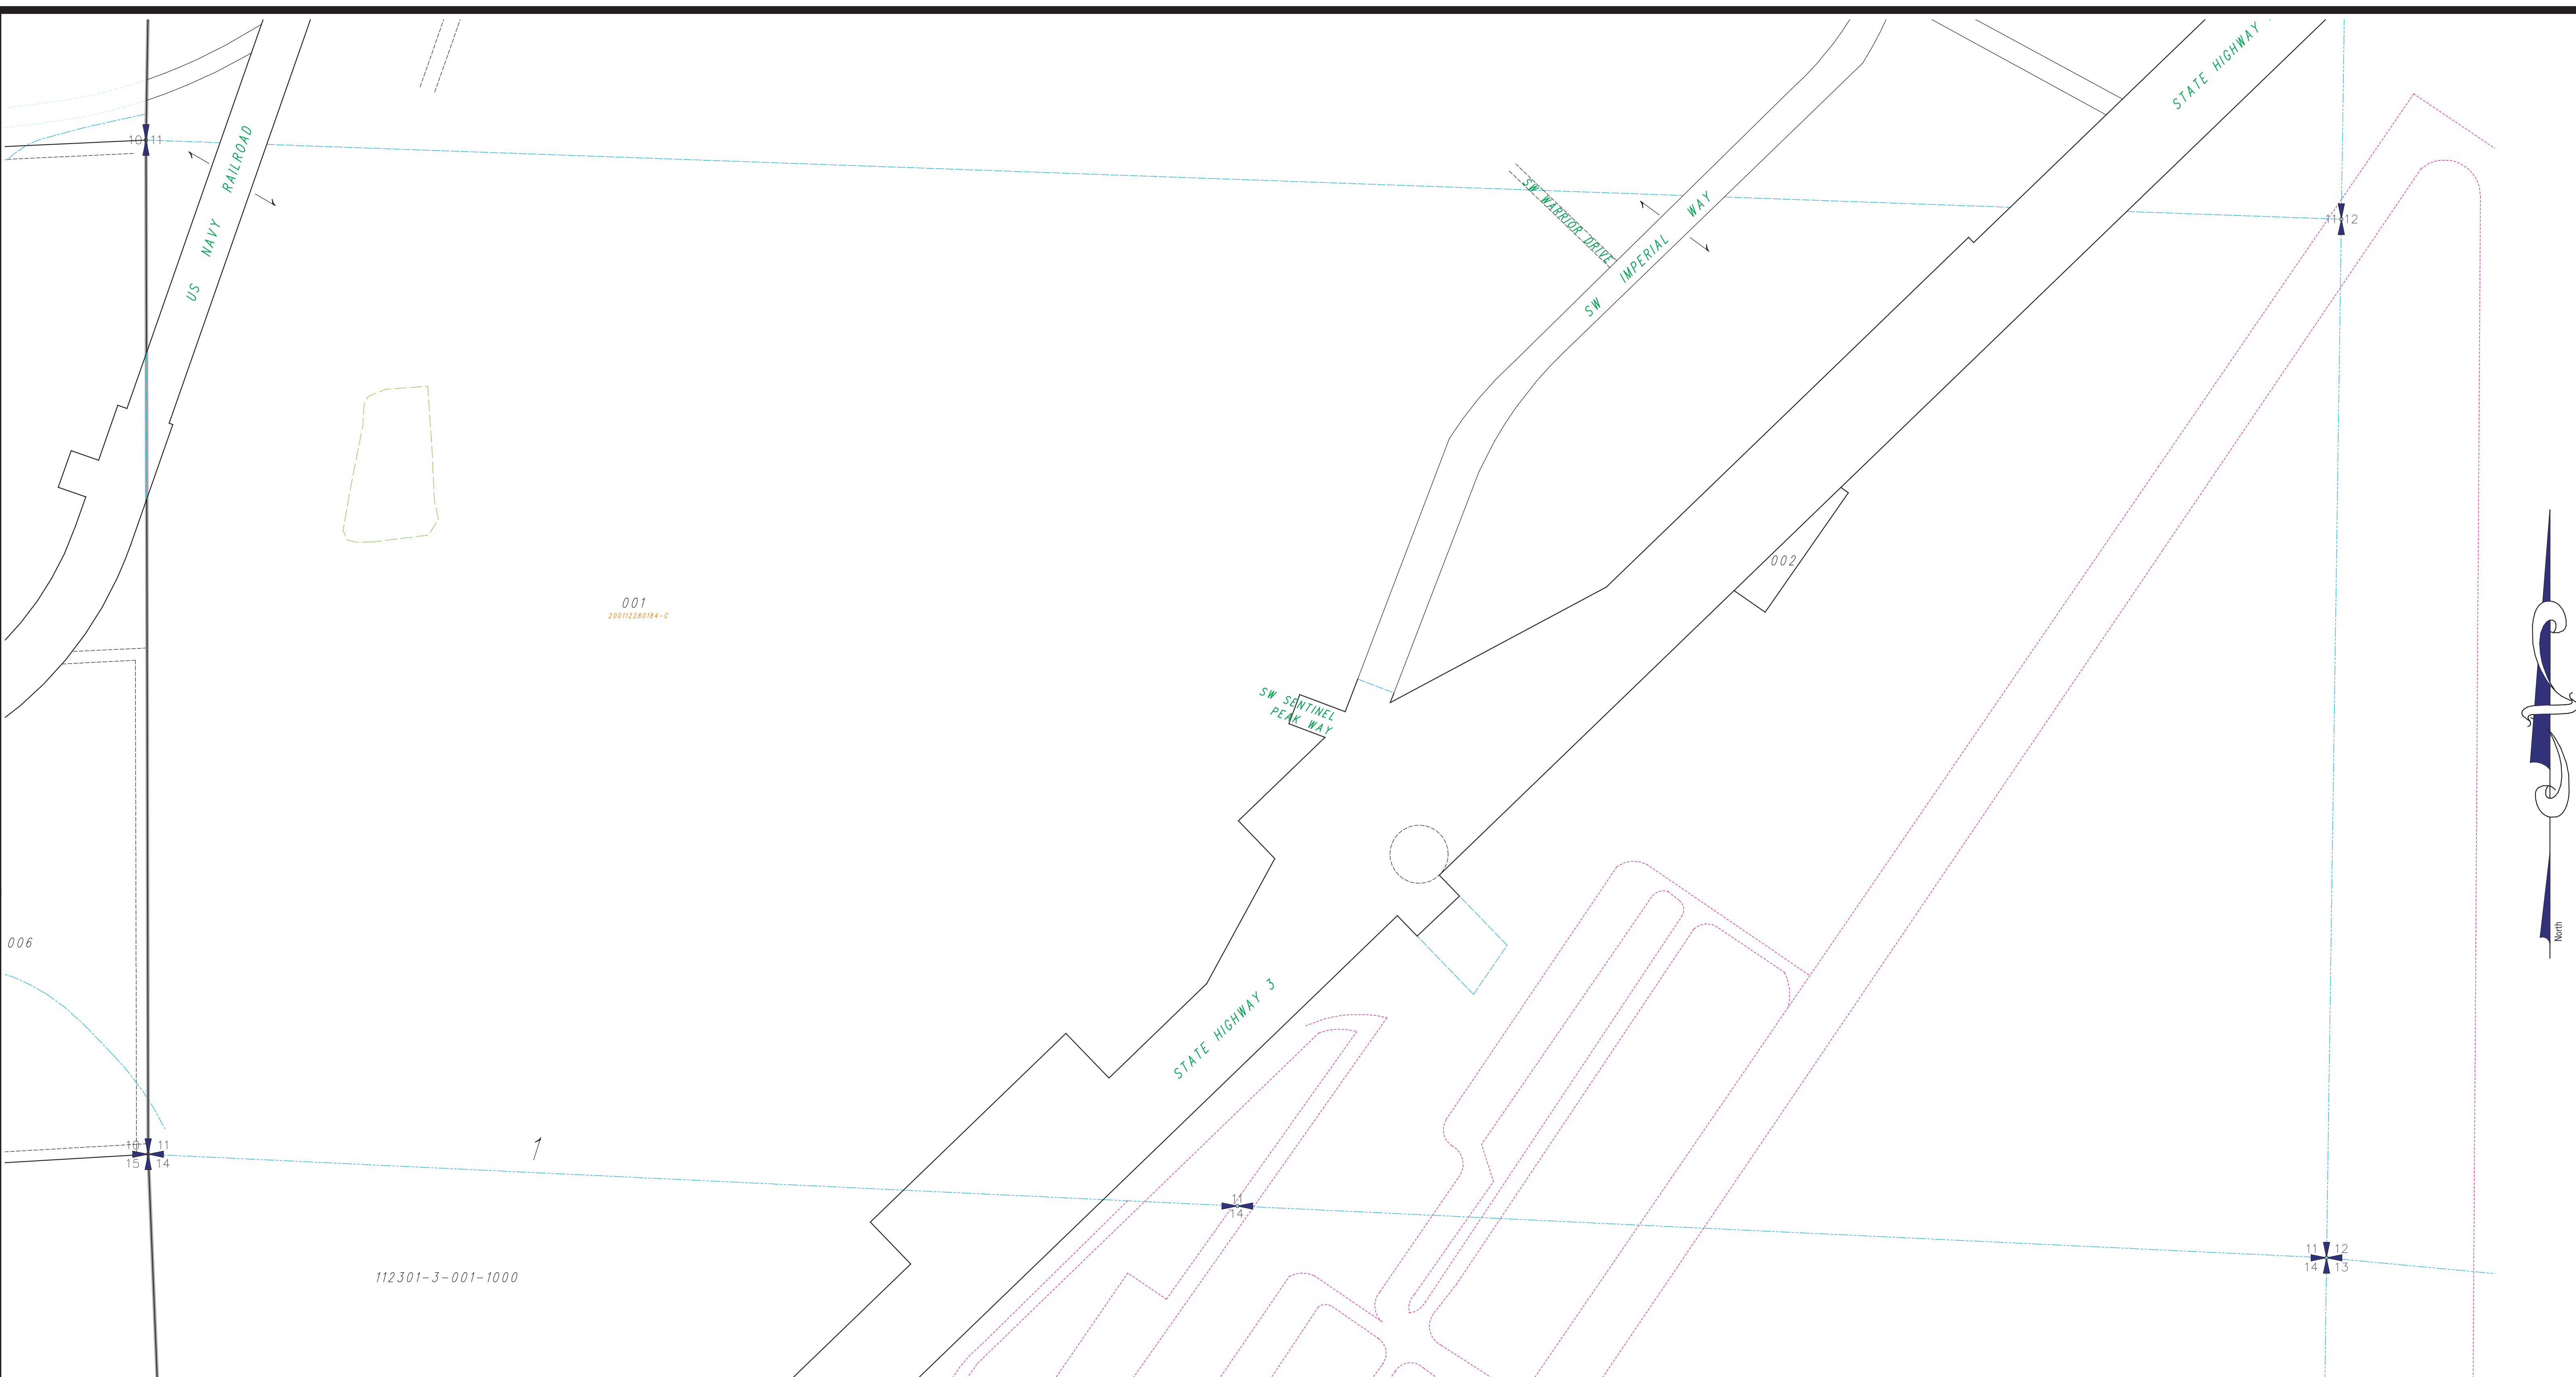 STATE HIGHWAY
10 11
US NAVY RAILROAD
SW WARRIOR DRIVE
SW IMPERIAL WAY
11 12
002
001
200112280184-C
SW SENTINEL
PEAK WAY
006
North
STATE HIGHWAY 3
10 11
15 14
1
11
14
11 12
14 13
112301-3-001-1000